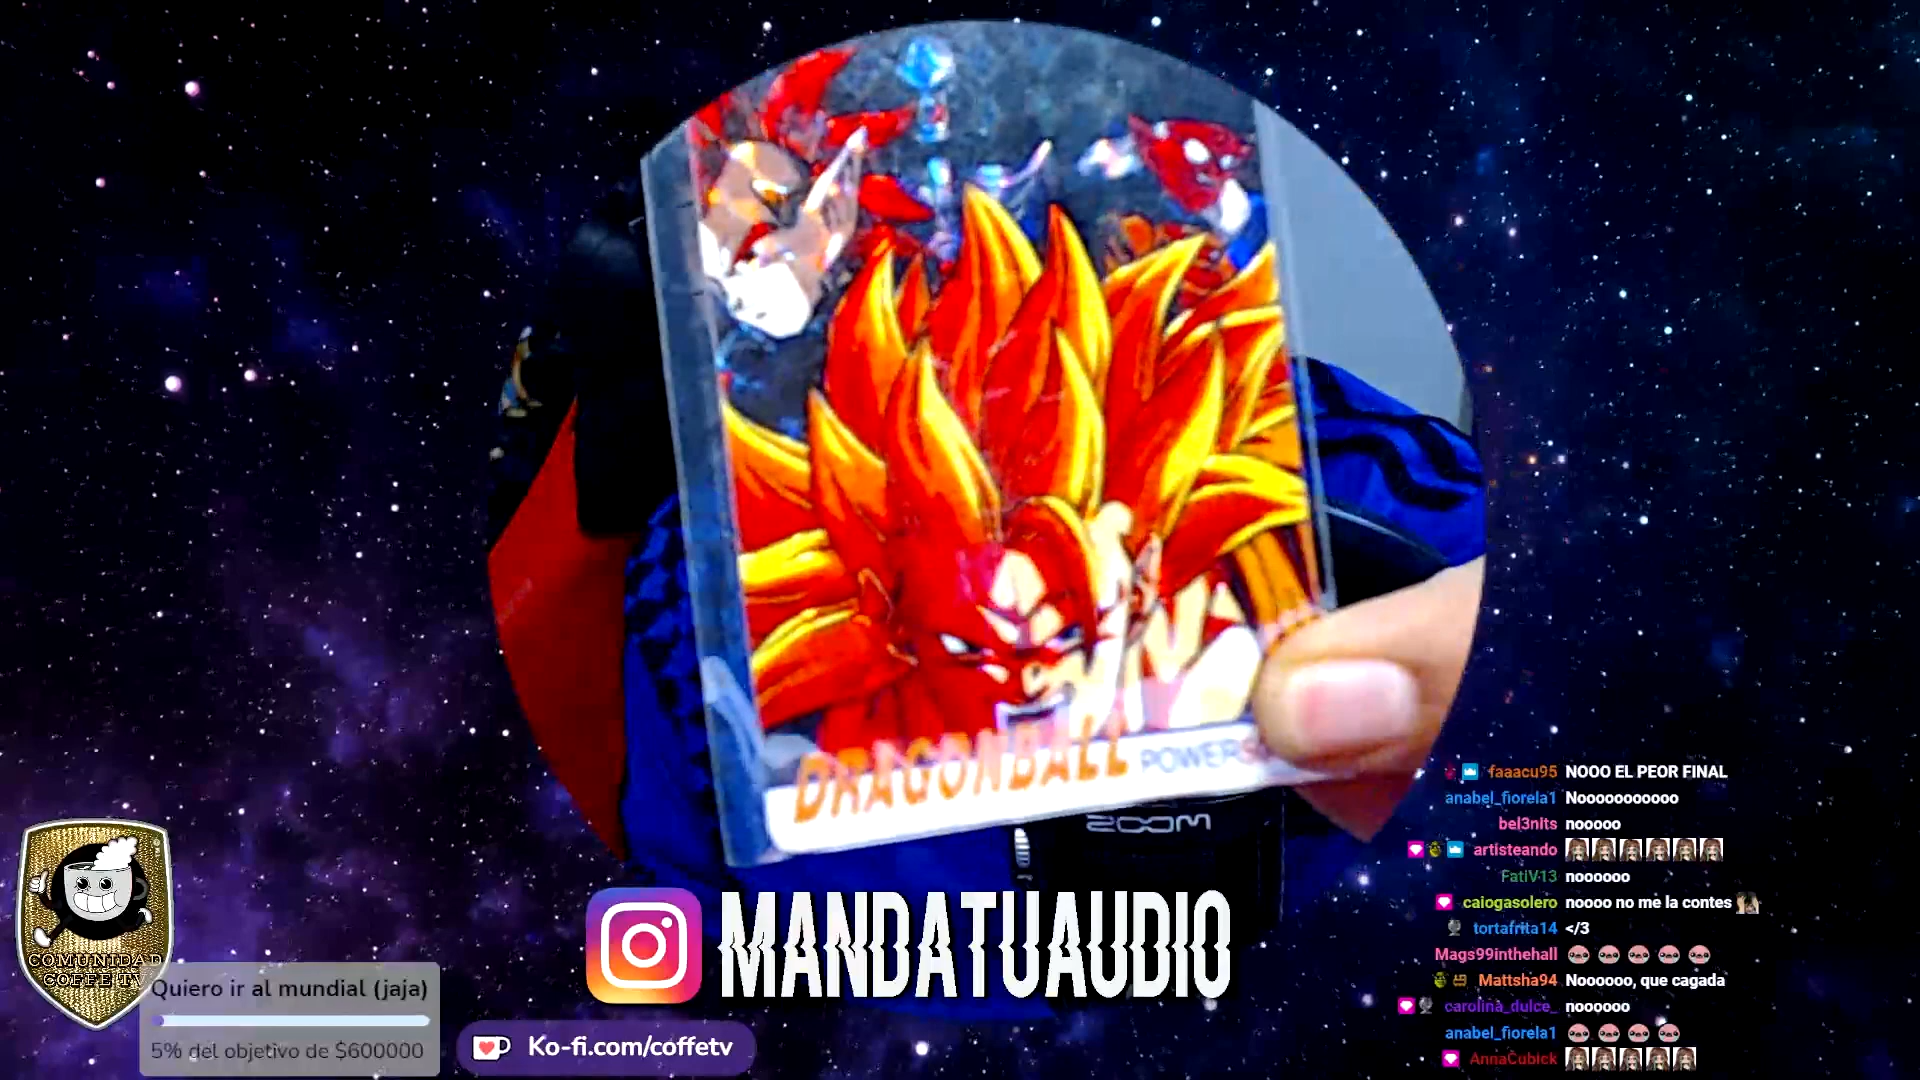 DRAGONBALL POWERS
ZOOM
MANDATUAUDIO
COMUNIDAD
COFFE TV
Quiero ir al mundial (jaja)
5% del objetivo de $600000
Ko-fi.com/coffetv
faaacu95 NOOO EL PEOR FINAL
anabel_fiorela1 Nooooooooooo
bel3nlts nooooo
artisteando
FatIV13 noooooo
caiogasolero noooo no me la contes
tortafrita14 </3
Mags99inthehall
Mattsha94 Noooooo, que cagada
carolina_dulce_ noooooo
anabel_fiorela1
AnnaCubick